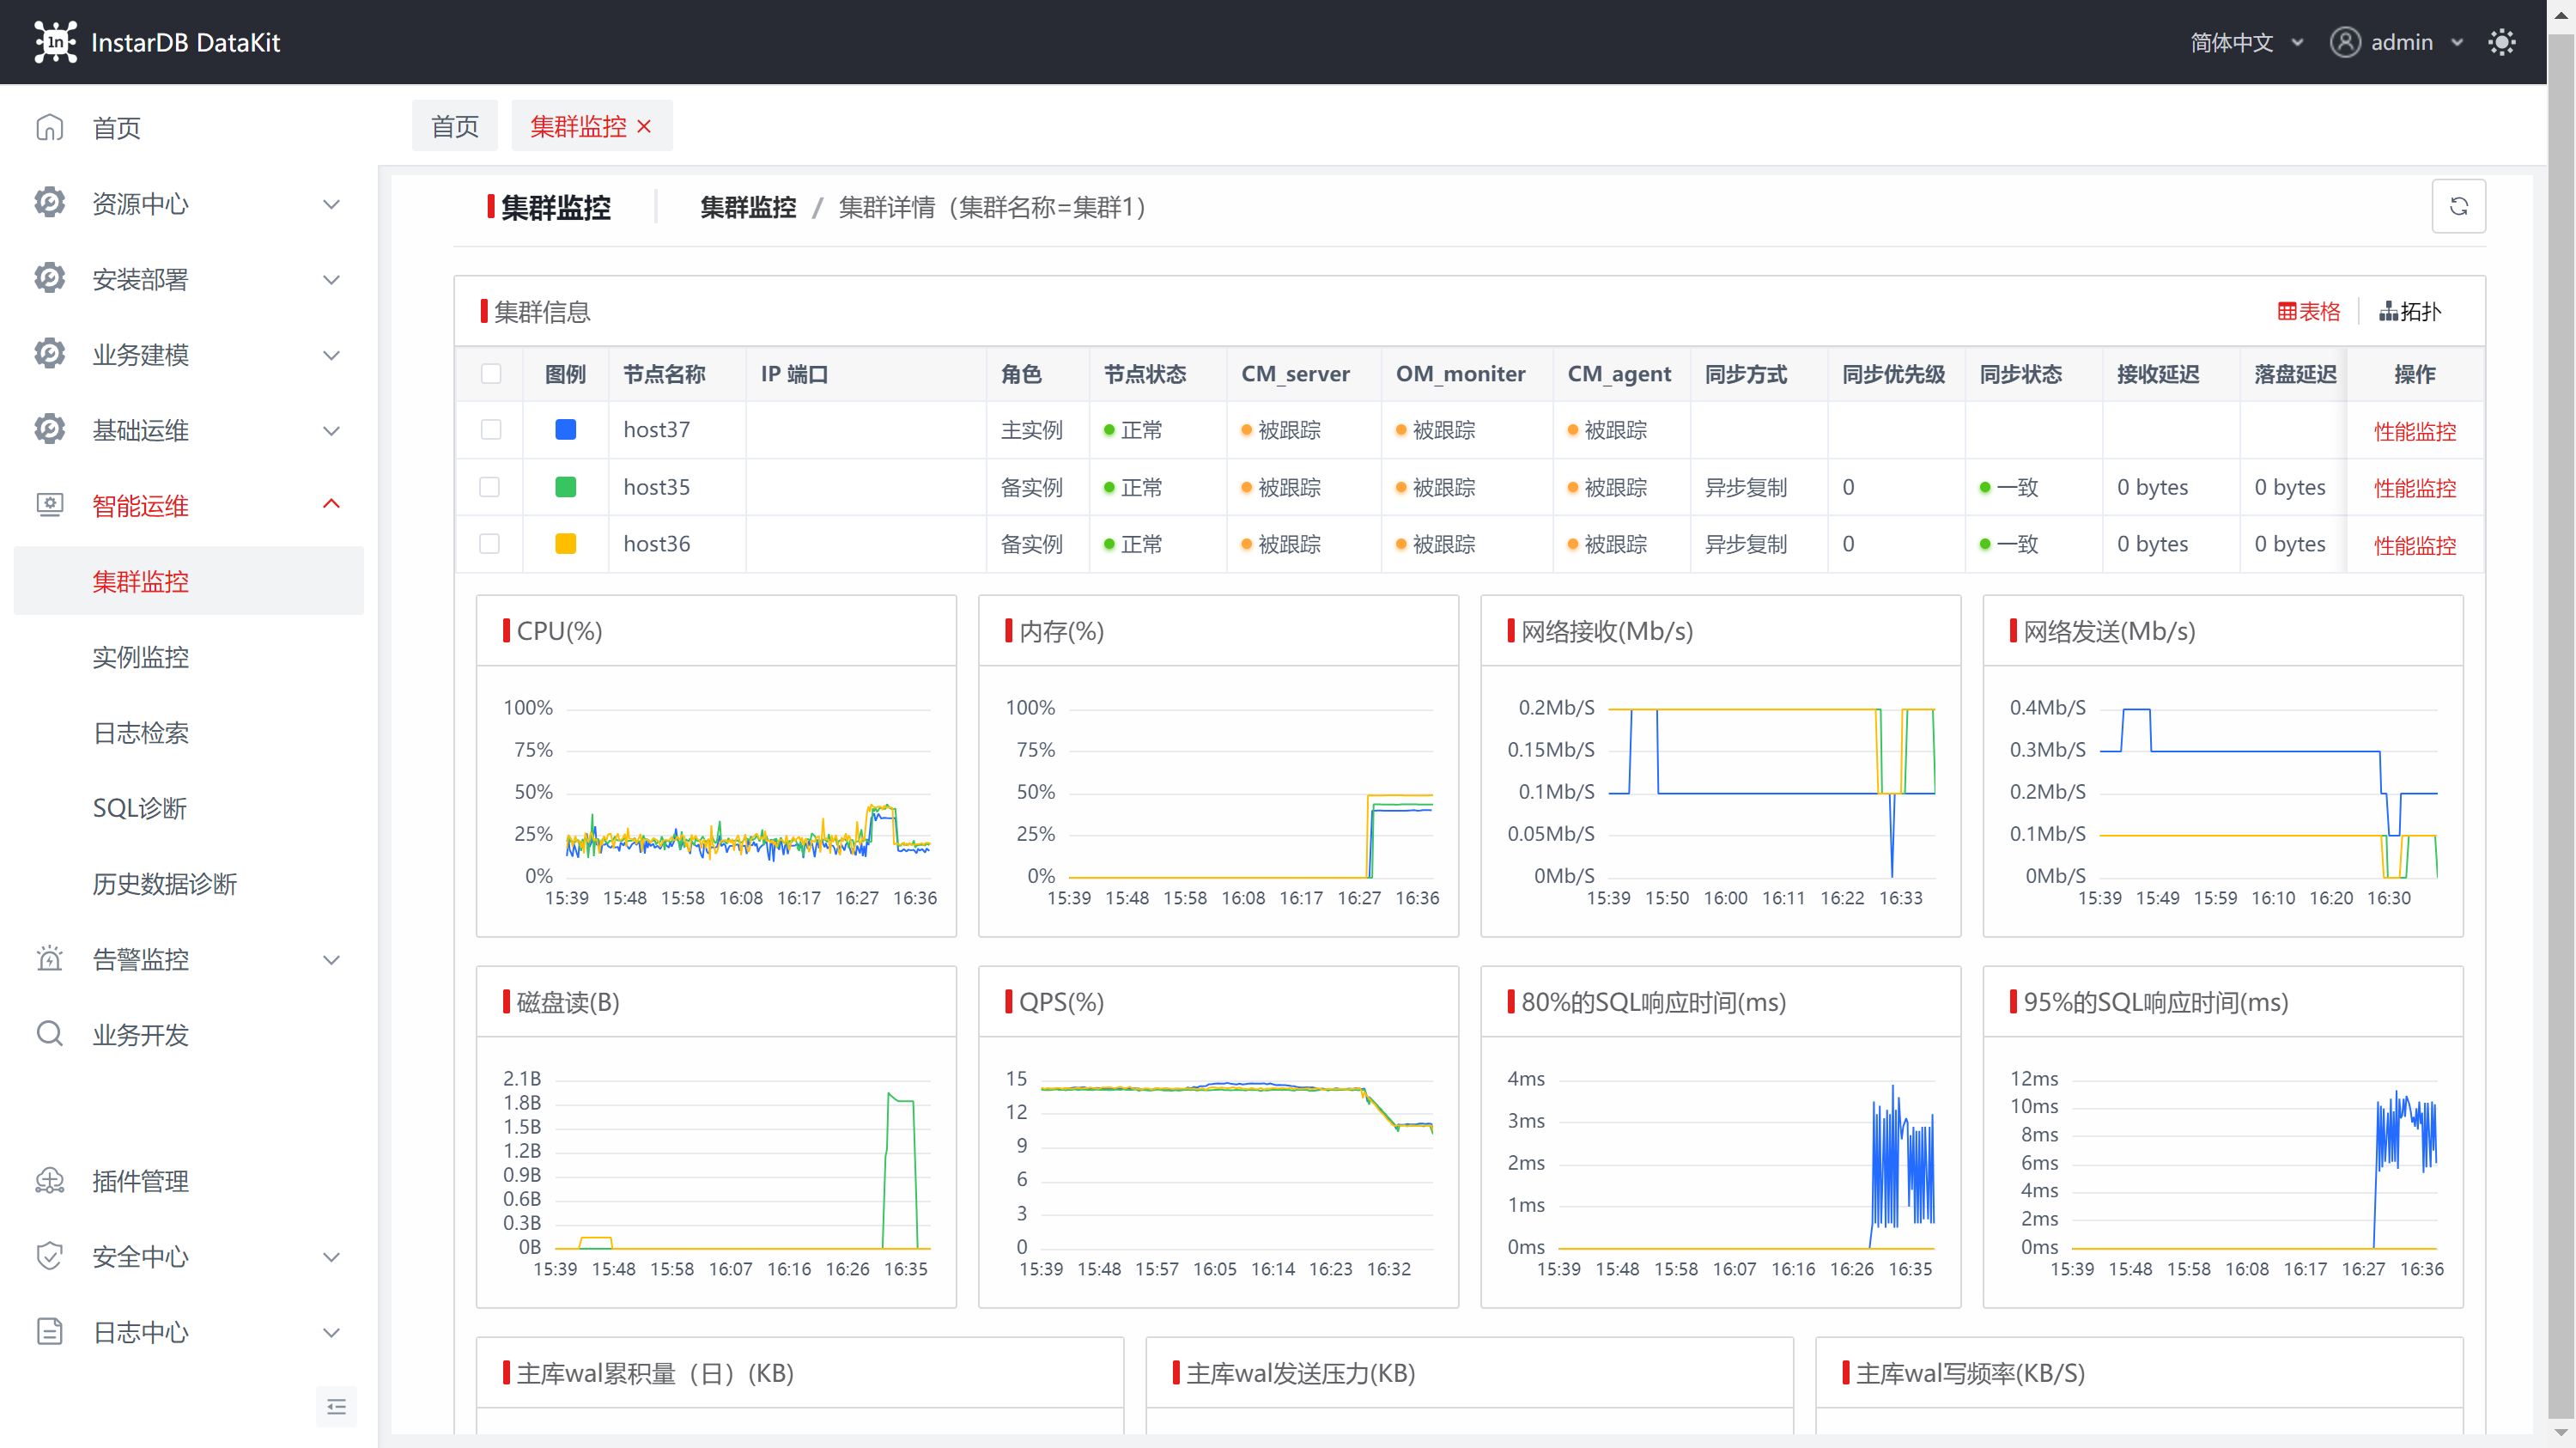 InstarDB DataKit
简体中文 admin
首页
资源中心
安装部署
业务建模
基础运维
智能运维
集群监控
实例监控
日志检索
SQL诊断
历史数据诊断
告警监控
业务开发
插件管理
安全中心
日志中心
首页 集群监控
集群监控 集群监控 / 集群详情（集群名称=集群1）
集群信息 表格 拓扑
图例 节点名称 IP 端口 角色 节点状态 CM_server OM_moniter CM_agent 同步方式 同步优先级 同步状态 接收延迟 落盘延迟 操作
host37 主实例 正常 被跟踪 被跟踪 被跟踪 性能监控
host35 备实例 正常 被跟踪 被跟踪 被跟踪 异步复制 0 一致 0 bytes 0 bytes 性能监控
host36 备实例 正常 被跟踪 被跟踪 被跟踪 异步复制 0 一致 0 bytes 0 bytes 性能监控
CPU(%)
100%
75%
50%
25%
0%
15:39 15:48 15:58 16:08 16:17 16:27 16:36
内存(%)
100%
75%
50%
25%
0%
15:39 15:48 15:58 16:08 16:17 16:27 16:36
网络接收(Mb/s)
0.2Mb/S
0.15Mb/S
0.1Mb/S
0.05Mb/S
0Mb/S
15:39 15:50 16:00 16:11 16:22 16:33
网络发送(Mb/s)
0.4Mb/S
0.3Mb/S
0.2Mb/S
0.1Mb/S
0Mb/S
15:39 15:49 15:59 16:10 16:20 16:30
磁盘读(B)
2.1B
1.8B
1.5B
1.2B
0.9B
0.6B
0.3B
0B
15:39 15:48 15:58 16:07 16:16 16:26 16:35
QPS(%)
15
12
9
6
3
0
15:39 15:48 15:57 16:05 16:14 16:23 16:32
80%的SQL响应时间(ms)
4ms
3ms
2ms
1ms
0ms
15:39 15:48 15:58 16:07 16:16 16:26 16:35
95%的SQL响应时间(ms)
12ms
10ms
8ms
6ms
4ms
2ms
0ms
15:39 15:48 15:58 16:08 16:17 16:27 16:36
主库wal累积量（日）(KB)
主库wal发送压力(KB)
主库wal写频率(KB/S)